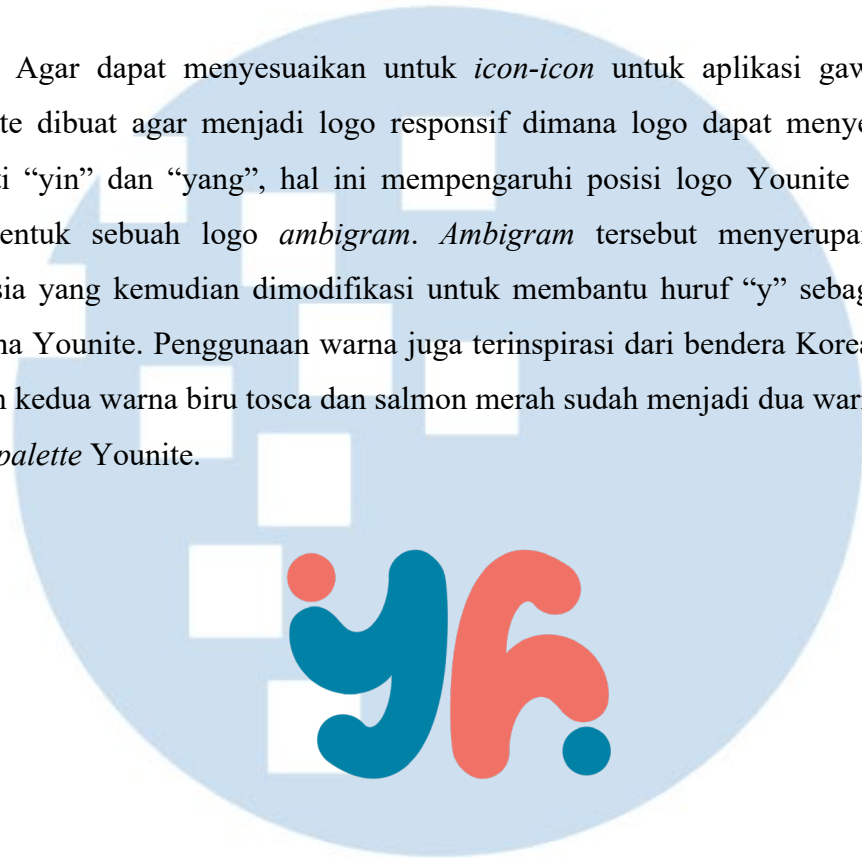 Agar dapat menyesuaikan untuk icon-icon untuk aplikasi gaw
te dibuat agar menjadi logo responsif dimana logo dapat menye
i “yin” dan “yang”, hal ini mempengaruhi posisi logo Younite
entuk sebuah logo ambigram. Ambigram tersebut menyerupa
sia yang kemudian dimodifikasi untuk membantu huruf “y” sebag
na Younite. Penggunaan warna juga terinspirasi dari bendera Korea
n kedua warna biru tosca dan salmon merah sudah menjadi dua warn
palette Younite.